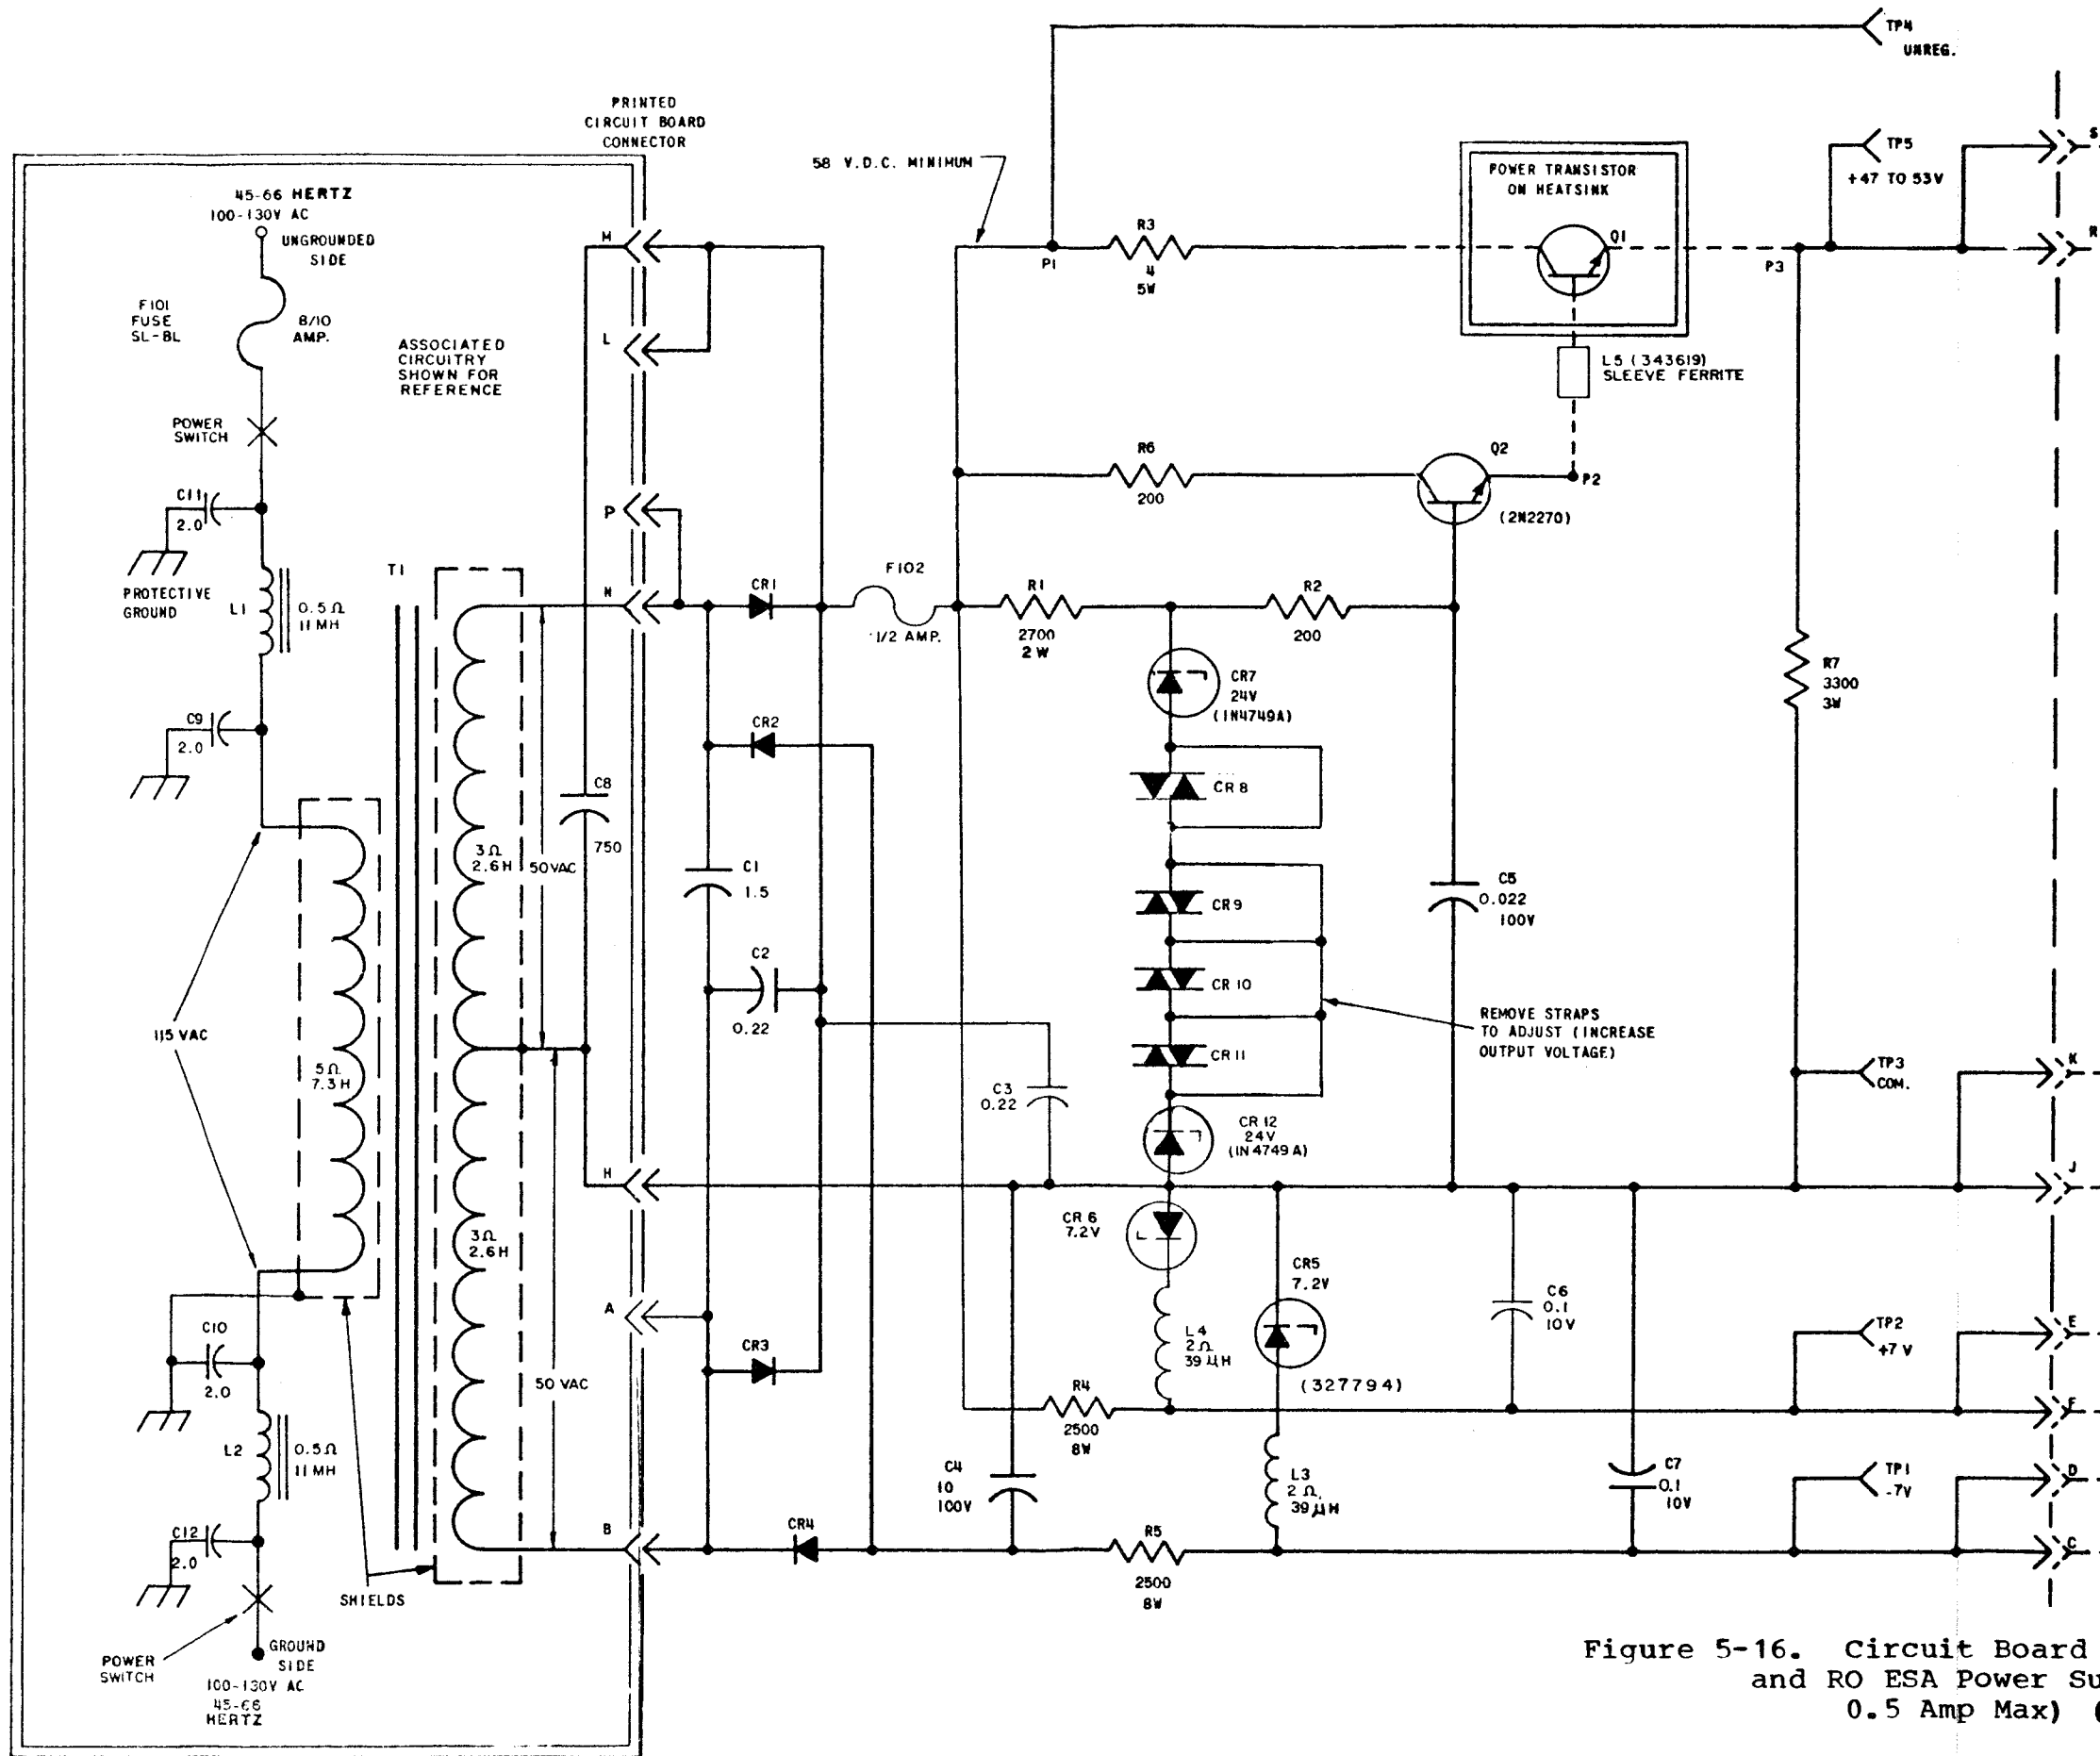 TP4
UNREG.
PRINTED
CIRCUIT BOARD
CONNECTOR
58 V.D.C. MINIMUM
TP5
+47 TO 53V
S
R
POWER TRANSISTOR
ON HEATSINK
Q1
R3
4
5W
P1
P3
L5 (343619)
SLEEVE FERRITE
45-66 HERTZ
100-130V AC
UNGROUNDED
SIDE
F101
FUSE
SL-BL
8/10
AMP.
ASSOCIATED
CIRCUITRY
SHOWN FOR
REFERENCE
POWER
SWITCH
M
L
P
N
H
A
B
R6
200
Q2
(2N2270)
P2
C11
2.0
PROTECTIVE
GROUND
L1
0.5Ω
11 MH
T1
CR1
F102
1/2 AMP.
R1
2700
2 W
R2
200
R7
3300
3W
C9
2.0
CR2
CR7
24V
(1N4749A)
CR 8
C8
750
3Ω
2.6H
50VAC
C1
1.5
C5
0.022
100V
CR9
C2
0.22
CR 10
REMOVE STRAPS
TO ADJUST (INCREASE
OUTPUT VOLTAGE)
CR 11
115 VAC
5Ω
7.3H
C3
0.22
TP3
COM.
K
CR 12
24V
(1N 4749 A)
J
3Ω
2.6H
CR 6
7.2V
CR5
7.2V
C6
0.1
10V
TP2
+7 V
E
C10
2.0
CR3
L4
2Ω
39 μH
(327794)
50 VAC
R4
2500
8W
F
L2
0.5Ω
11 MH
C4
10
100V
L3
2 Ω
39 μH
C7
0.1
10V
TP1
-7V
D
C12
2.0
CR4
R5
2500
8W
C
SHIELDS
POWER
SWITCH
GROUND
SIDE
100-130V AC
45-66
HERTZ
Figure 5-16. Circuit Board
and RO ESA Power Su
0.5 Amp Max) (